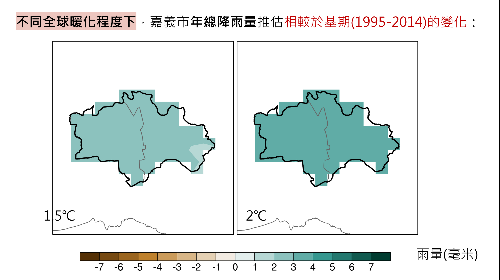 不同全球暖化程度下，嘉義市年總降雨量推估相較於基期(1995-2014)的變化：
1.5℃
2℃
-7 -6 -5 -4 -3 -2 -1 0 1 2 3 4 5 6 7
雨量(毫米)